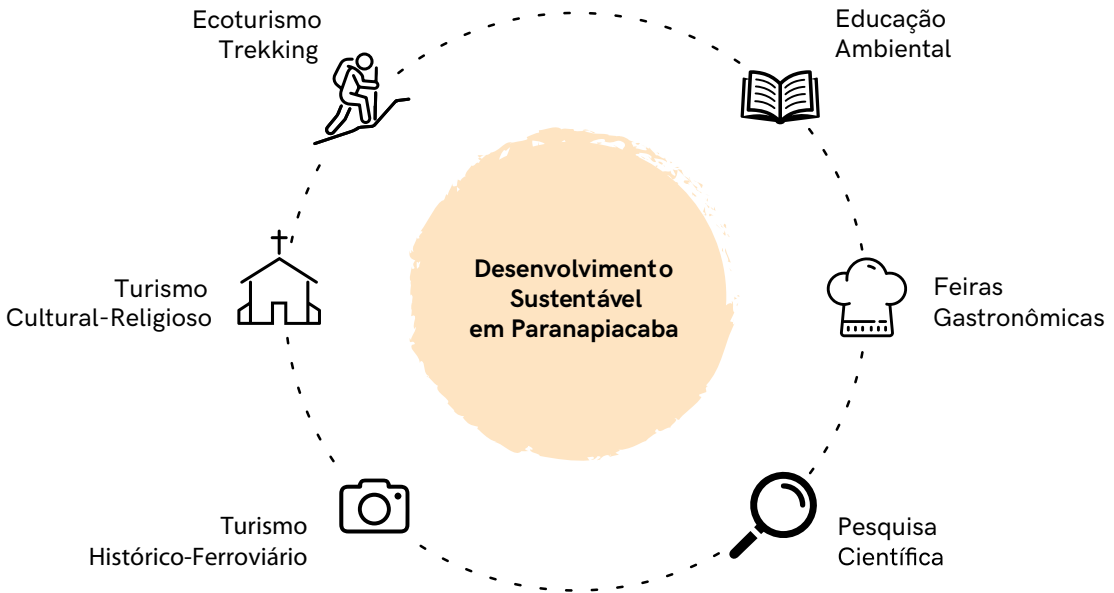 Ecoturismo
Trekking
Educação
Ambiental
Turismo
Cultural-Religioso
Desenvolvimento
Sustentável
em Paranapiacaba
Feiras
Gastronômicas
Turismo
Histórico-Ferroviário
Pesquisa
Científica